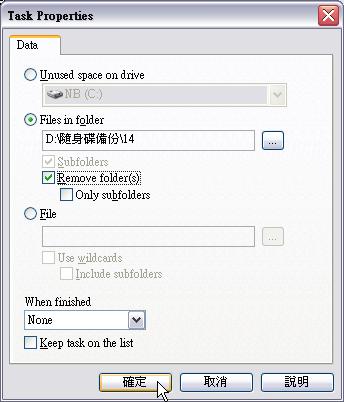 Task Properties
Data
Unused space on drive
NB (C:)
Files in folder
D:\隨身碟備份\14
...
Subfolders
Remove folder(s)
Only subfolders
File
...
Use wildcards
Include subfolders
When finished
None
Keep task on the list
確定
取消
說明